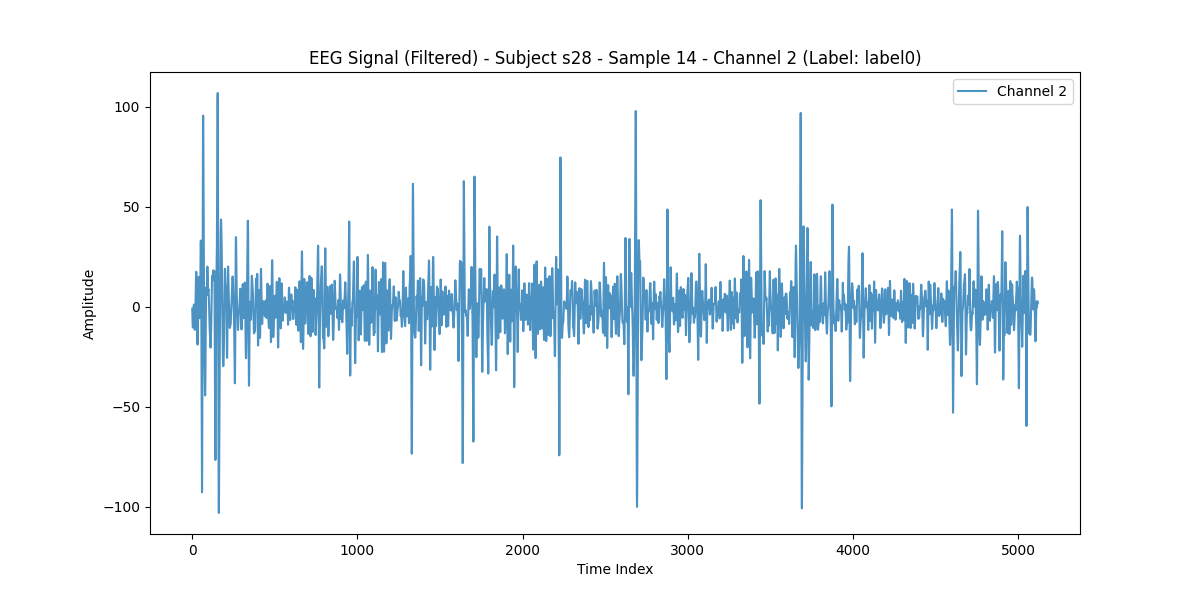 EEG Signal (Filtered) - Subject s28 - Sample 14 - Channel 2 (Label: label0)
Channel 2
Amplitude
100
50
0
−50
−100
0 1000 2000 3000 4000 5000
Time Index